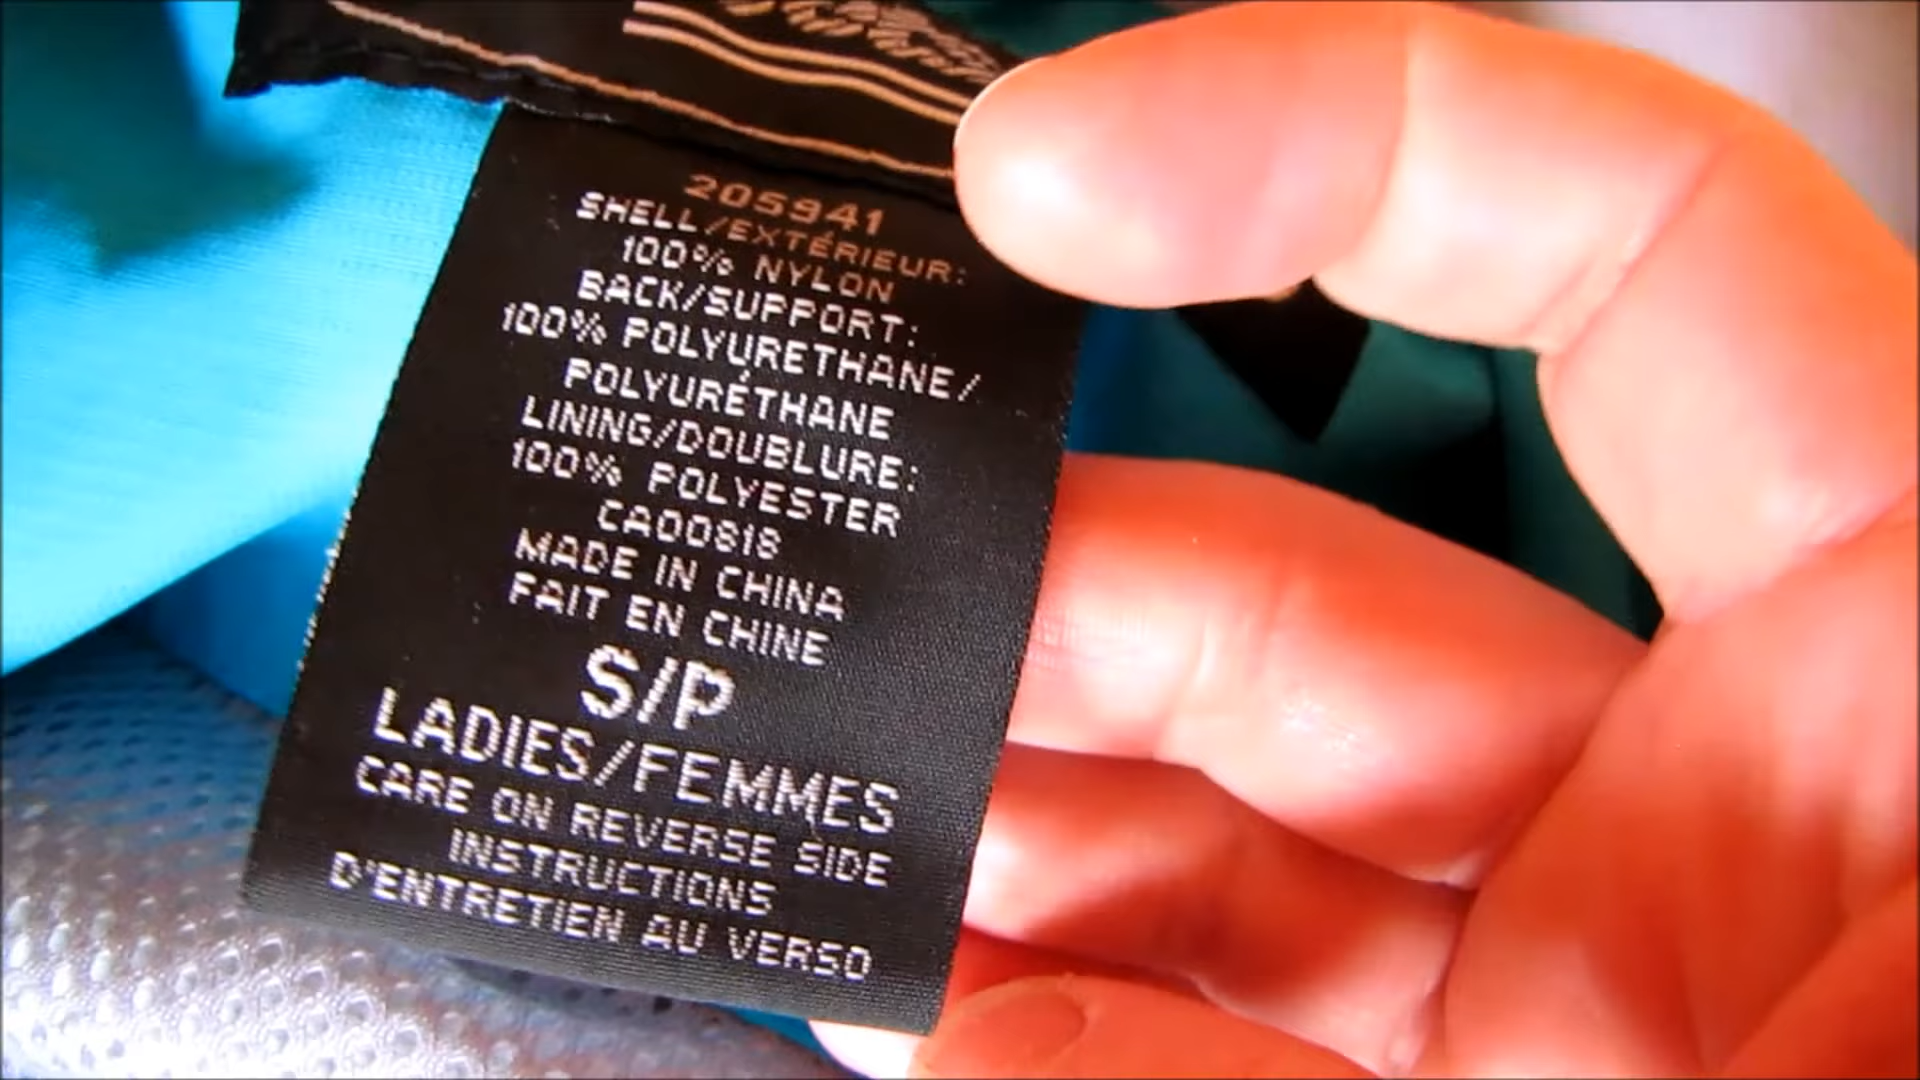 205941
SHELL/EXTÉRIEUR:
100% NYLON
BACK/SUPPORT:
100% POLYURETHANE/
POLYURÉTHANE
LINING/DOUBLURE:
100% POLYESTER
CA00818
MADE IN CHINA
FAIT EN CHINE
S/P
LADIES/FEMMES
CARE ON REVERSE SIDE
INSTRUCTIONS
D'ENTRETIEN AU VERSO